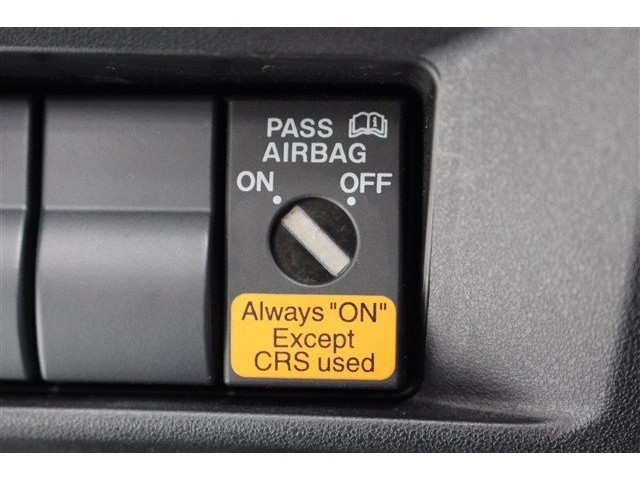 PASS
AIRBAG
ON OFF
Always "ON"
Except
CRS used